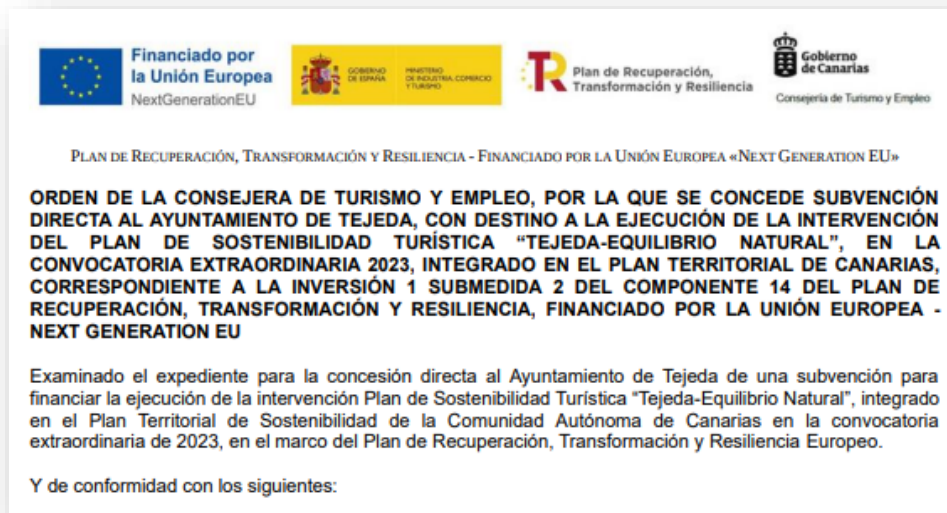 Financiado por
la Unión Europea
NextGenerationEU
GOBIERNO
DE ESPAÑA
MINISTERIO
DE INDUSTRIA, COMERCIO
Y TURISMO
Plan de Recuperación,
Transformación y Resiliencia
Gobierno
de Canarias
Consejería de Turismo y Empleo
PLAN DE RECUPERACIÓN, TRANSFORMACIÓN Y RESILIENCIA - FINANCIADO POR LA UNIÓN EUROPEA «NEXT GENERATION EU»
ORDEN DE LA CONSEJERA DE TURISMO Y EMPLEO, POR LA QUE SE CONCEDE SUBVENCIÓN
DIRECTA AL AYUNTAMIENTO DE TEJEDA, CON DESTINO A LA EJECUCIÓN DE LA INTERVENCIÓN
DEL PLAN DE SOSTENIBILIDAD TURÍSTICA “TEJEDA-EQUILIBRIO NATURAL”, EN LA
CONVOCATORIA EXTRAORDINARIA 2023, INTEGRADO EN EL PLAN TERRITORIAL DE CANARIAS,
CORRESPONDIENTE A LA INVERSIÓN 1 SUBMEDIDA 2 DEL COMPONENTE 14 DEL PLAN DE
RECUPERACIÓN, TRANSFORMACIÓN Y RESILIENCIA, FINANCIADO POR LA UNIÓN EUROPEA -
NEXT GENERATION EU
Examinado el expediente para la concesión directa al Ayuntamiento de Tejeda de una subvención para
financiar la ejecución de la intervención Plan de Sostenibilidad Turística “Tejeda-Equilibrio Natural”, integrado
en el Plan Territorial de Sostenibilidad de la Comunidad Autónoma de Canarias en la convocatoria
extraordinaria de 2023, en el marco del Plan de Recuperación, Transformación y Resiliencia Europeo.
Y de conformidad con los siguientes: